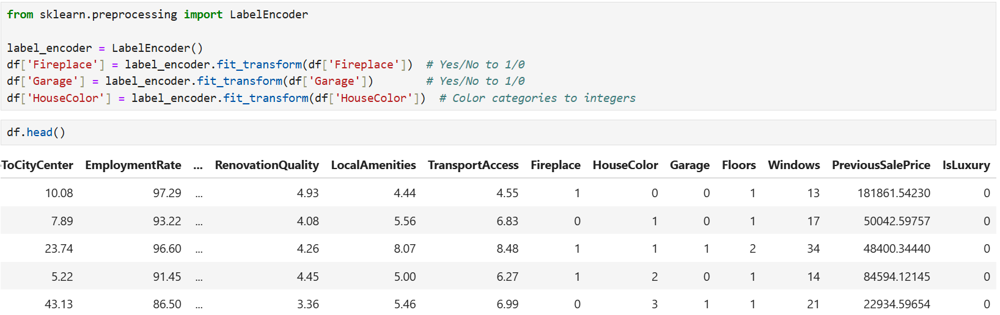 from sklearn.preprocessing import LabelEncoder
label_encoder = LabelEncoder()
df['Fireplace'] = label_encoder.fit_transform(df['Fireplace'])  # Yes/No to 1/0
df['Garage'] = label_encoder.fit_transform(df['Garage'])        # Yes/No to 1/0
df['HouseColor'] = label_encoder.fit_transform(df['HouseColor'])  # Color categories to integers
df.head()
ToCityCenter EmploymentRate ... RenovationQuality LocalAmenities TransportAccess Fireplace HouseColor Garage Floors Windows PreviousSalePrice IsLuxury
10.08 97.29 ... 4.93 4.44 4.55 1 0 0 1 13 181861.54230 0
7.89 93.22 ... 4.08 5.56 6.83 0 1 0 1 17 50042.59757 0
23.74 96.60 ... 4.26 8.07 8.48 1 1 1 2 34 48400.34440 0
5.22 91.45 ... 4.45 5.00 6.27 1 2 0 1 14 84594.12145 0
43.13 86.50 ... 3.36 5.46 6.99 0 3 1 1 21 22934.59654 0